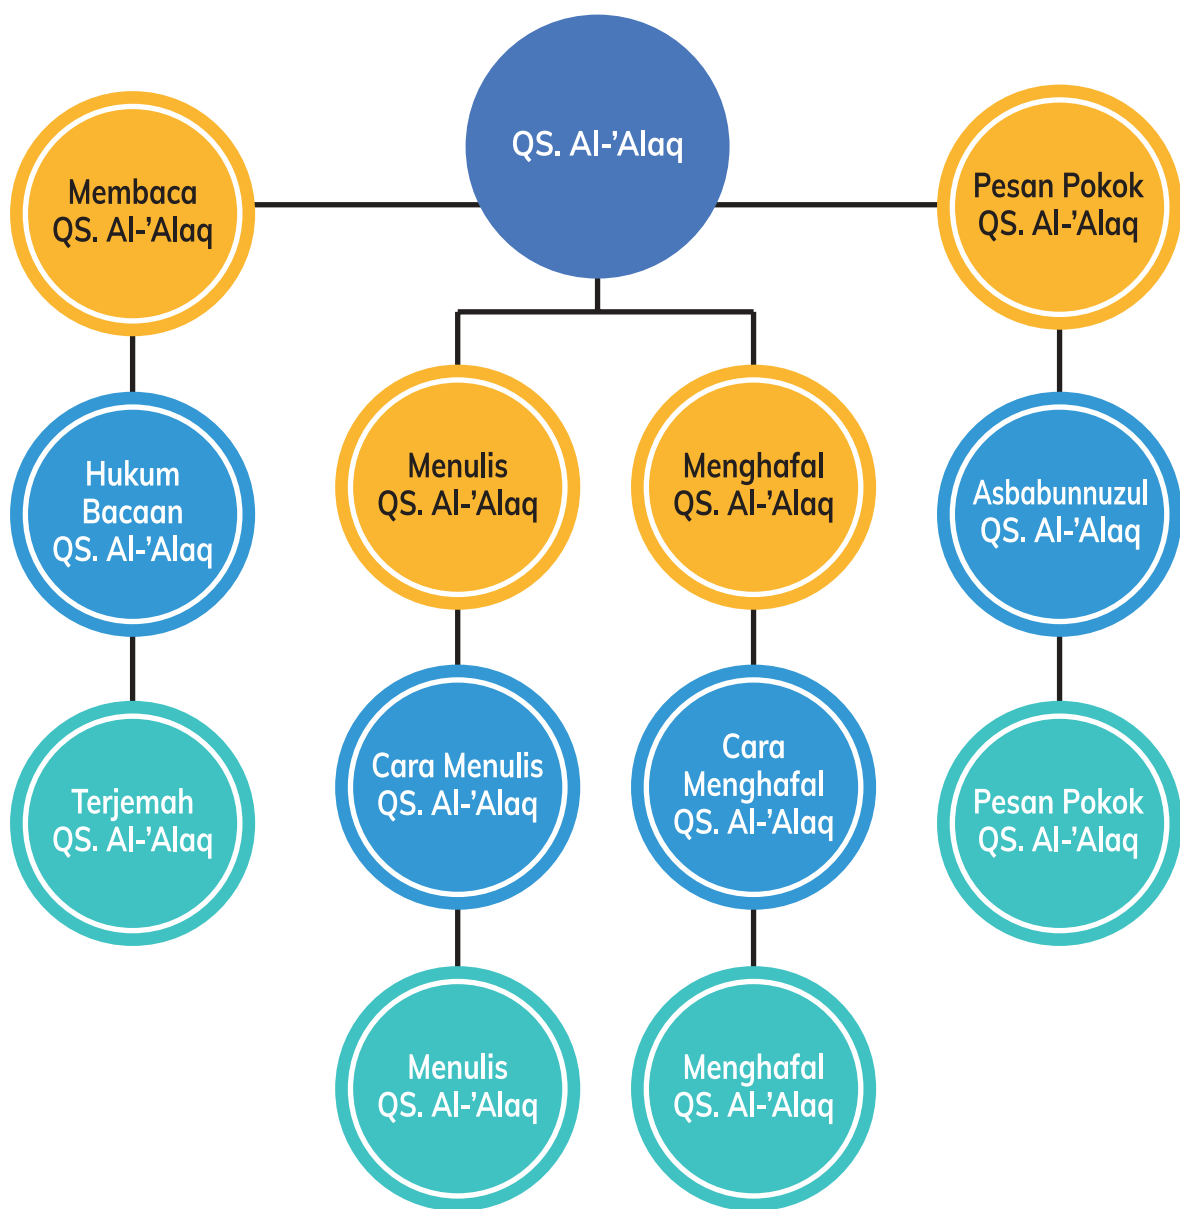 QS. Al-’Alaq
Membaca
QS. Al-’Alaq
Pesan Pokok
QS. Al-’Alaq
Menulis
QS. Al-’Alaq
Menghafal
QS. Al-’Alaq
Hukum
Bacaan
QS. Al-’Alaq
Asbabunnuzul
QS. Al-’Alaq
Cara Menulis
QS. Al-’Alaq
Cara
Menghafal
QS. Al-’Alaq
Terjemah
QS. Al-’Alaq
Pesan Pokok
QS. Al-’Alaq
Menulis
QS. Al-’Alaq
Menghafal
QS. Al-’Alaq